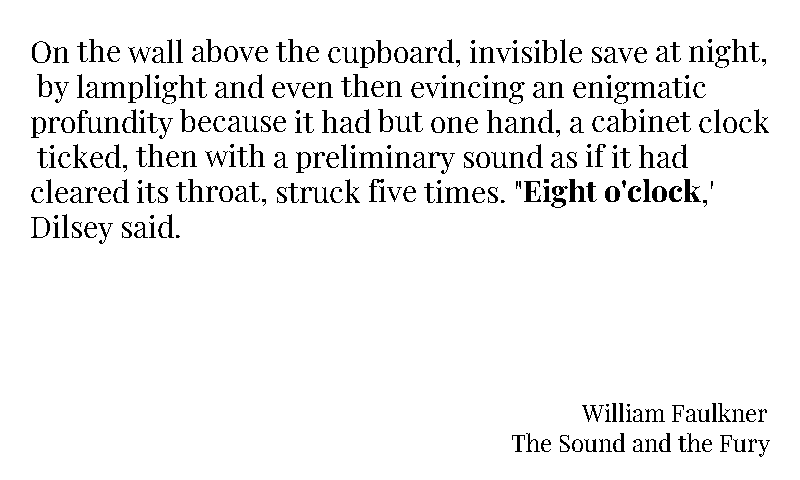 On the wall above the cupboard, invisible save at night,
by lamplight and even then evincing an enigmatic
profundity because it had but one hand, a cabinet clock
ticked, then with a preliminary sound as if it had
cleared its throat, struck five times. "Eight o'clock,'
Dilsey said.
William Faulkner
The Sound and the Fury